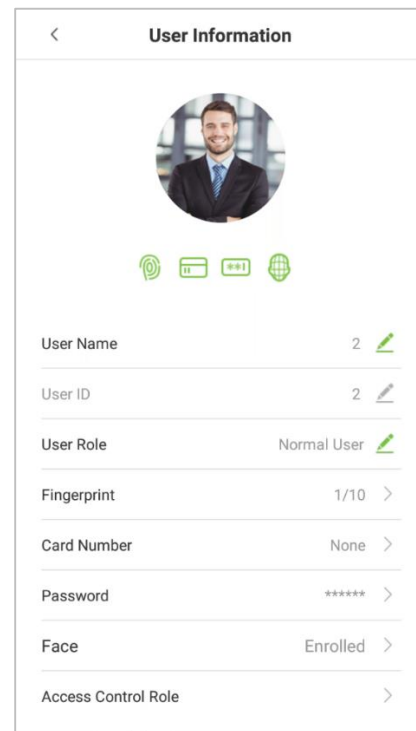 User Information
**I
User Name 2
User ID 2
User Role Normal User
Fingerprint 1/10
Card Number None
Password ******
Face Enrolled
Access Control Role